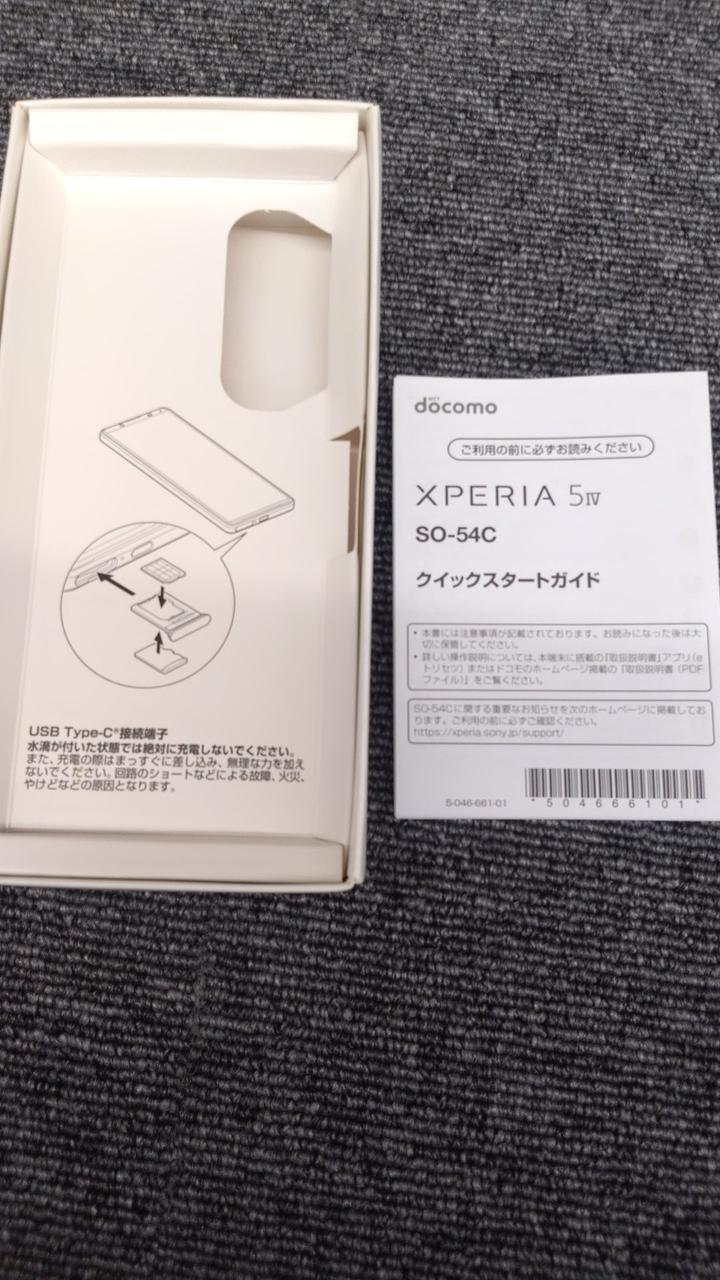 USB Type-C®接続端子
水滴が付いた状態では絶対に充電しないでください。
また、充電の際はまっすぐに差し込み、無理な力を加え
ないでください。回路のショートなどによる故障、火災、
やけどなどの原因となります。
NTT
docomo
ご利用の前に必ずお読みください
XPERIA 5 IV
SO-54C
クイックスタートガイド
• 本書には注意事項が記載されております。お読みになった後は大
切に保管してください。
• 詳しい操作説明については、本端末に搭載の「取扱説明書」アプリ(e
トリセツ)またはドコモのホームページ掲載の「取扱説明書(PDF
ファイル)」をご覧ください。
SO-54Cに関する重要なお知らせを次のホームページに掲載してお
ります。ご利用の前に必ずご確認ください。
https://xperia.sony.jp/support/
5-046-661-01
*504666101*